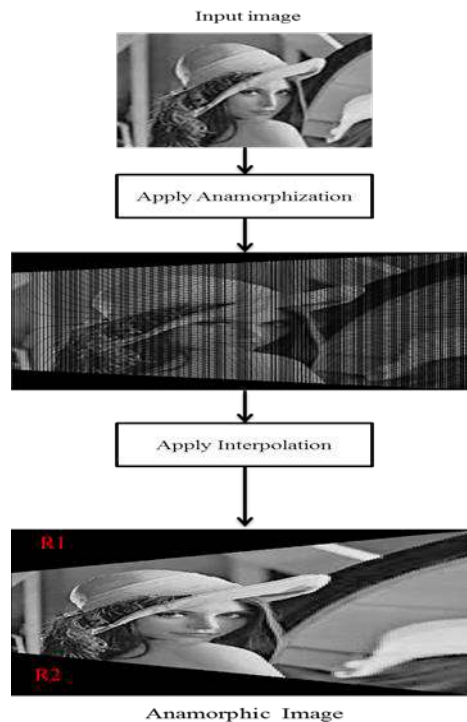 Input image
Apply Anamorphization
Apply Interpolation
R1
R2
Anamorphic Image